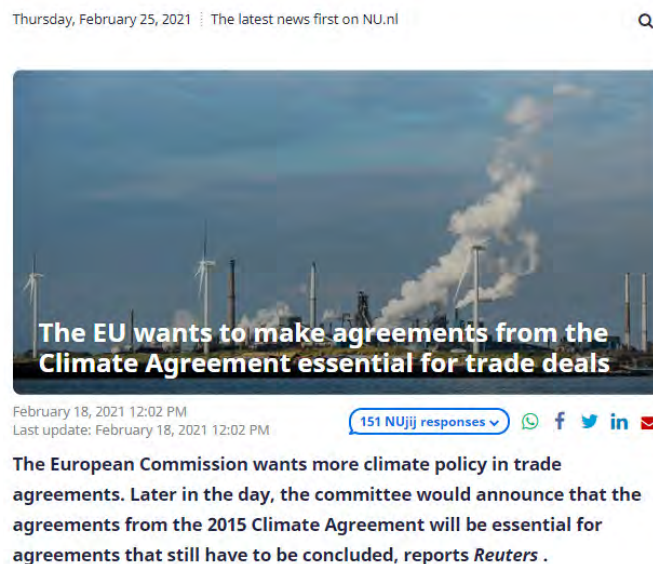 Thursday, February 25, 2021 The latest news first on NU.nl
The EU wants to make agreements from the
Climate Agreement essential for trade deals
February 18, 2021 12:02 PM
Last update: February 18, 2021 12:02 PM
151 NUjij responses
The European Commission wants more climate policy in trade
agreements. Later in the day, the committee would announce that the
agreements from the 2015 Climate Agreement will be essential for
agreements that still have to be concluded, reports Reuters .